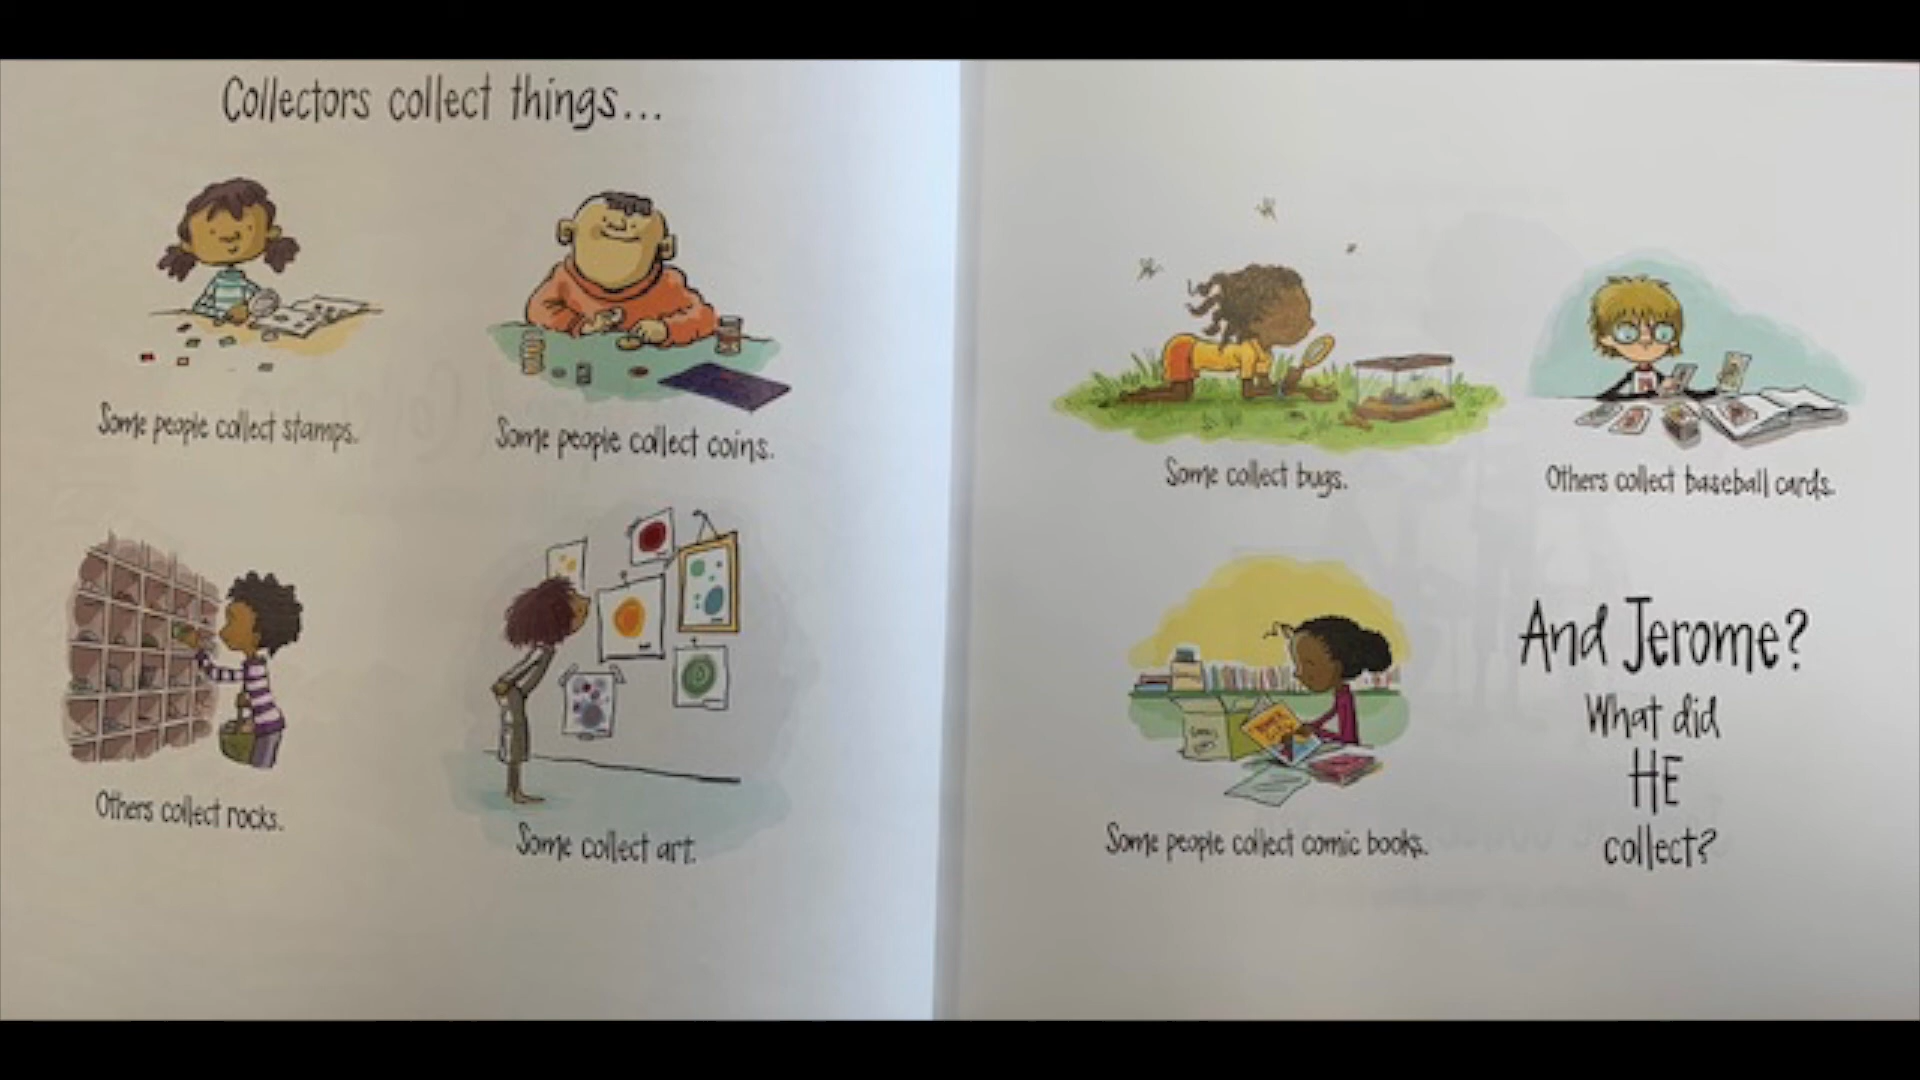 Collectors collect things...
Some people collect stamps.
Some people collect coins.
Others collect rocks.
Some collect art.
Some collect bugs.
Others collect baseball cards.
Some people collect comic books.
And Jerome?
What did
HE
collect?